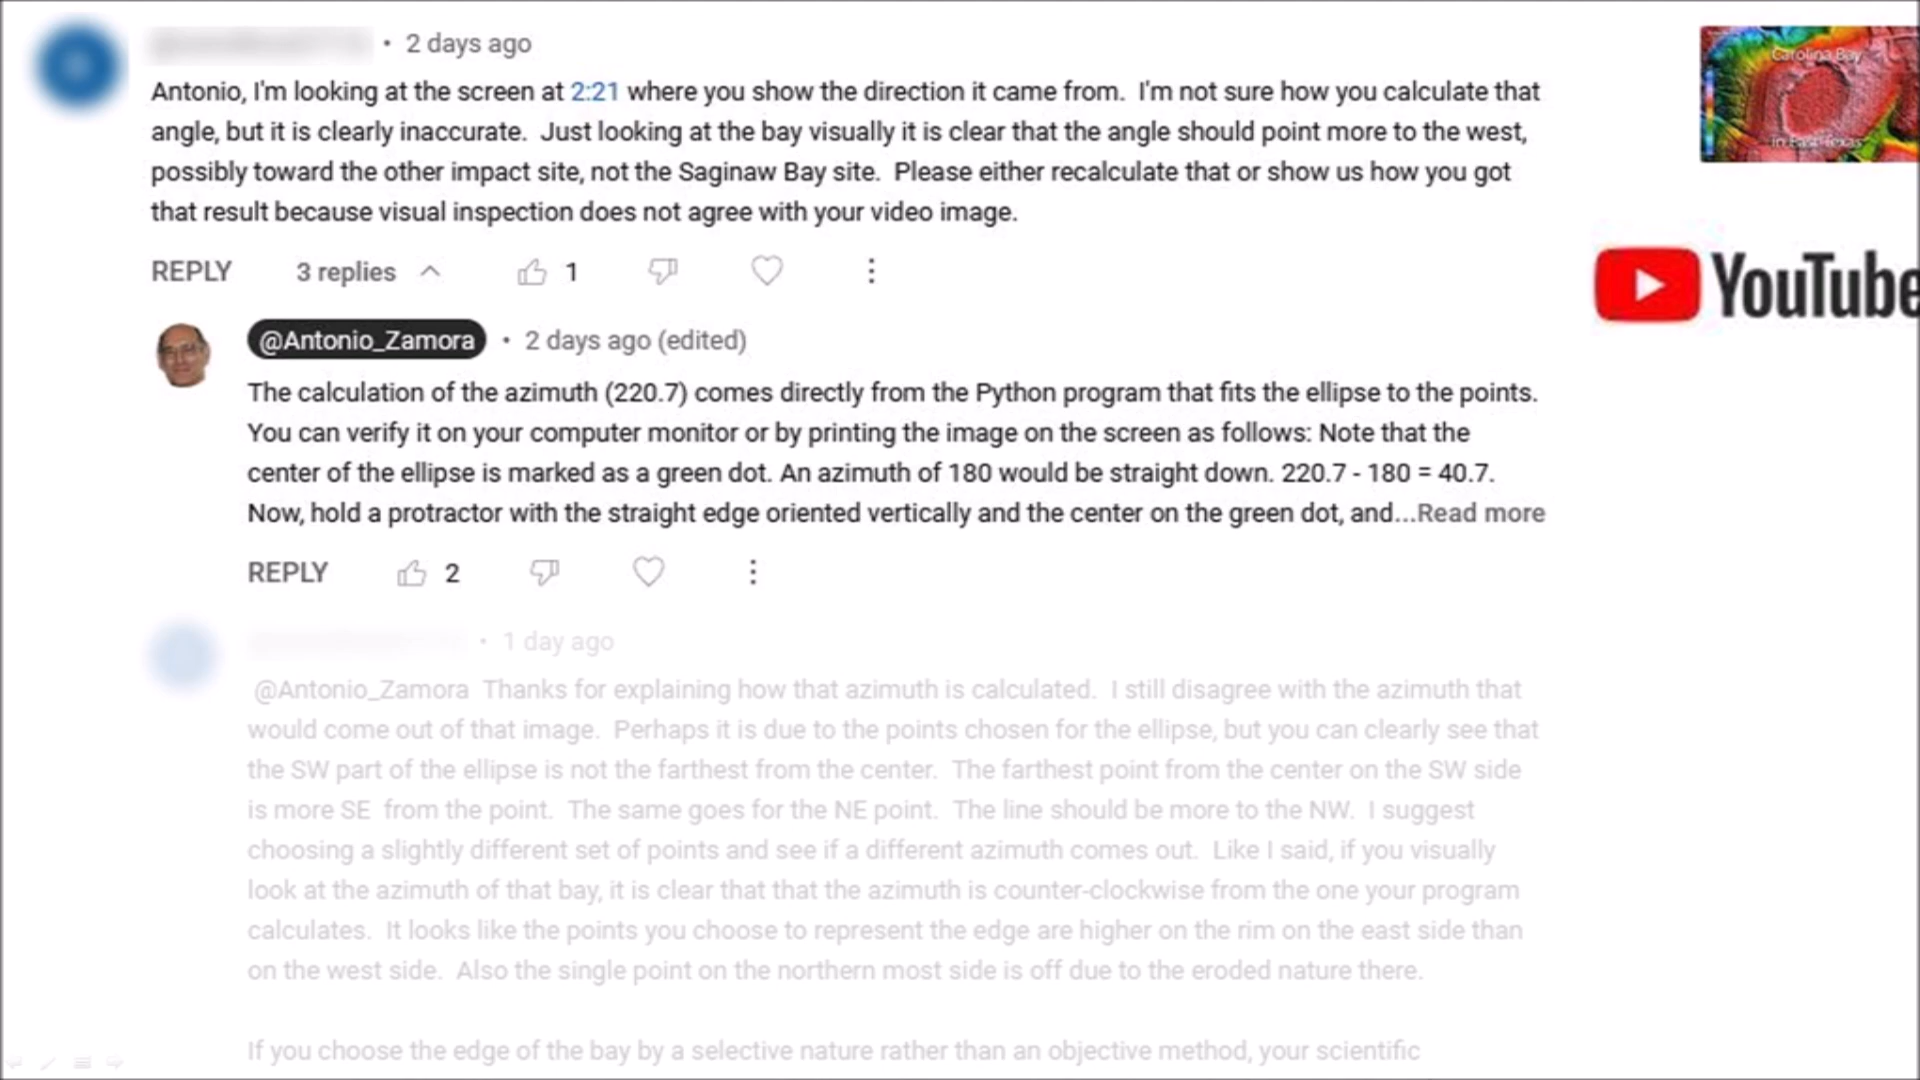 • 2 days ago
Antonio, I'm looking at the screen at 2:21 where you show the direction it came from. I'm not sure how you calculate that
angle, but it is clearly inaccurate. Just looking at the bay visually it is clear that the angle should point more to the west,
possibly toward the other impact site, not the Saginaw Bay site. Please either recalculate that or show us how you got
that result because visual inspection does not agree with your video image.
REPLY 3 replies 1
Carolina Bay
in East Texas
YouTube
@Antonio_Zamora • 2 days ago (edited)
The calculation of the azimuth (220.7) comes directly from the Python program that fits the ellipse to the points.
You can verify it on your computer monitor or by printing the image on the screen as follows: Note that the
center of the ellipse is marked as a green dot. An azimuth of 180 would be straight down. 220.7 - 180 = 40.7.
Now, hold a protractor with the straight edge oriented vertically and the center on the green dot, and...Read more
REPLY 2
• 1 day ago
@Antonio_Zamora Thanks for explaining how that azimuth is calculated. I still disagree with the azimuth that
would come out of that image. Perhaps it is due to the points chosen for the ellipse, but you can clearly see that
the SW part of the ellipse is not the farthest from the center. The farthest point from the center on the SW side
is more SE from the point. The same goes for the NE point. The line should be more to the NW. I suggest
choosing a slightly different set of points and see if a different azimuth comes out. Like I said, if you visually
look at the azimuth of that bay, it is clear that that the azimuth is counter-clockwise from the one your program
calculates. It looks like the points you choose to represent the edge are higher on the rim on the east side than
on the west side. Also the single point on the northern most side is off due to the eroded nature there.
If you choose the edge of the bay by a selective nature rather than an objective method, your scientific